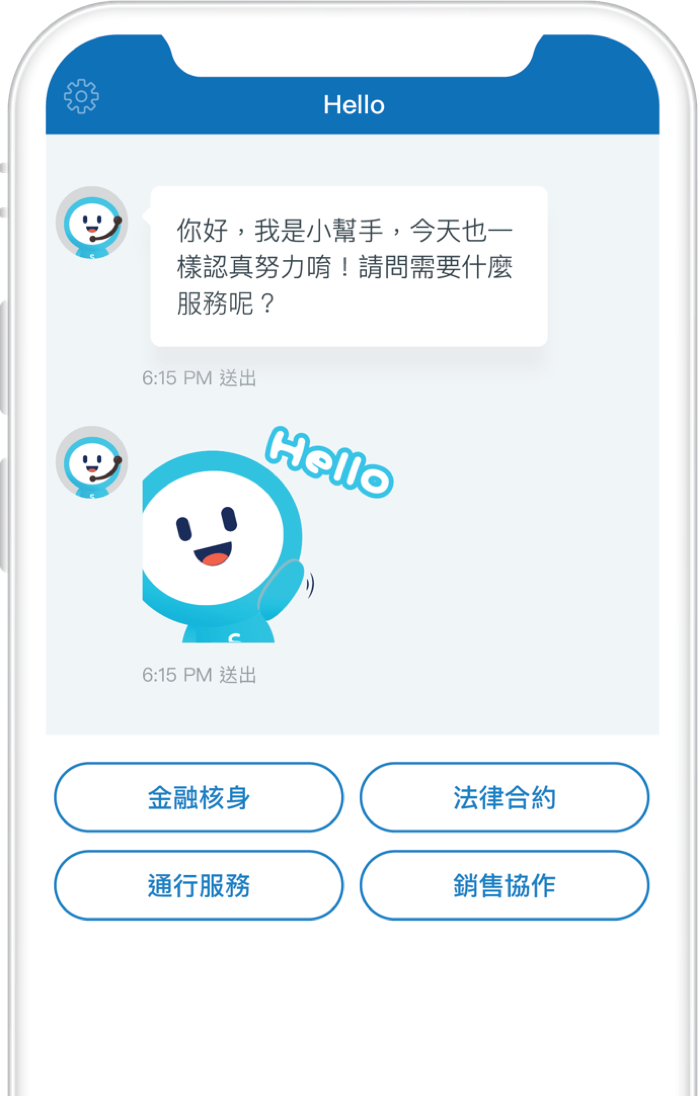 Hello
你好，我是小幫手，今天也一
樣認真努力唷！請問需要什麼
服務呢？
6:15 PM 送出
Hello
S
6:15 PM 送出
金融核身
法律合約
通行服務
銷售協作